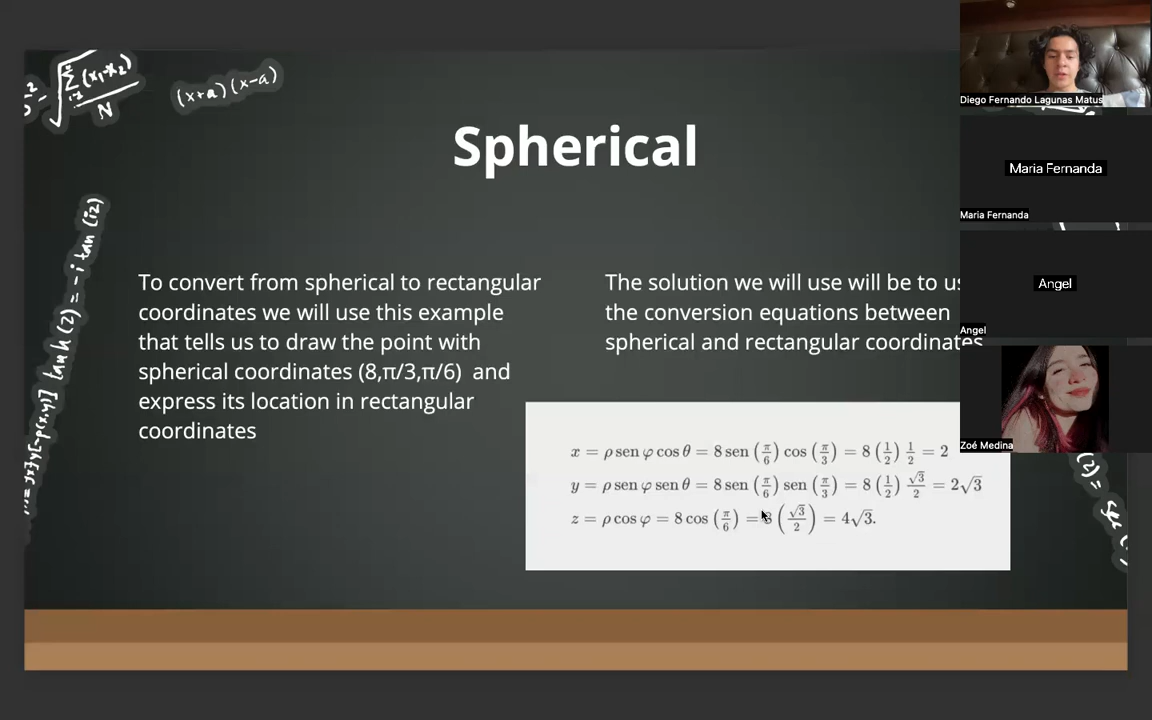 (x+a)(x-a)
Spherical
To convert from spherical to rectangular
coordinates we will use this example
that tells us to draw the point with
spherical coordinates (8,π/3,π/6) and
express its location in rectangular
coordinates
The solution we will use will be to
the conversion equations between
spherical and rectangular coordinates
x = ρ sen φ cos θ = 8 sen (π/6) cos (π/3) = 8 (1/2) 1/2 = 2
y = ρ sen φ sen θ = 8 sen (π/6) sen (π/3) = 8 (1/2) √3/2 = 2√3
z = ρ cos φ = 8 cos (π/6) = 8 (√3/2) = 4√3.
tanh(z) = -i tan(iz)
Diego Fernando Lagunas Matus
Maria Fernanda
Maria Fernanda
Angel
Angel
Zoé Medina